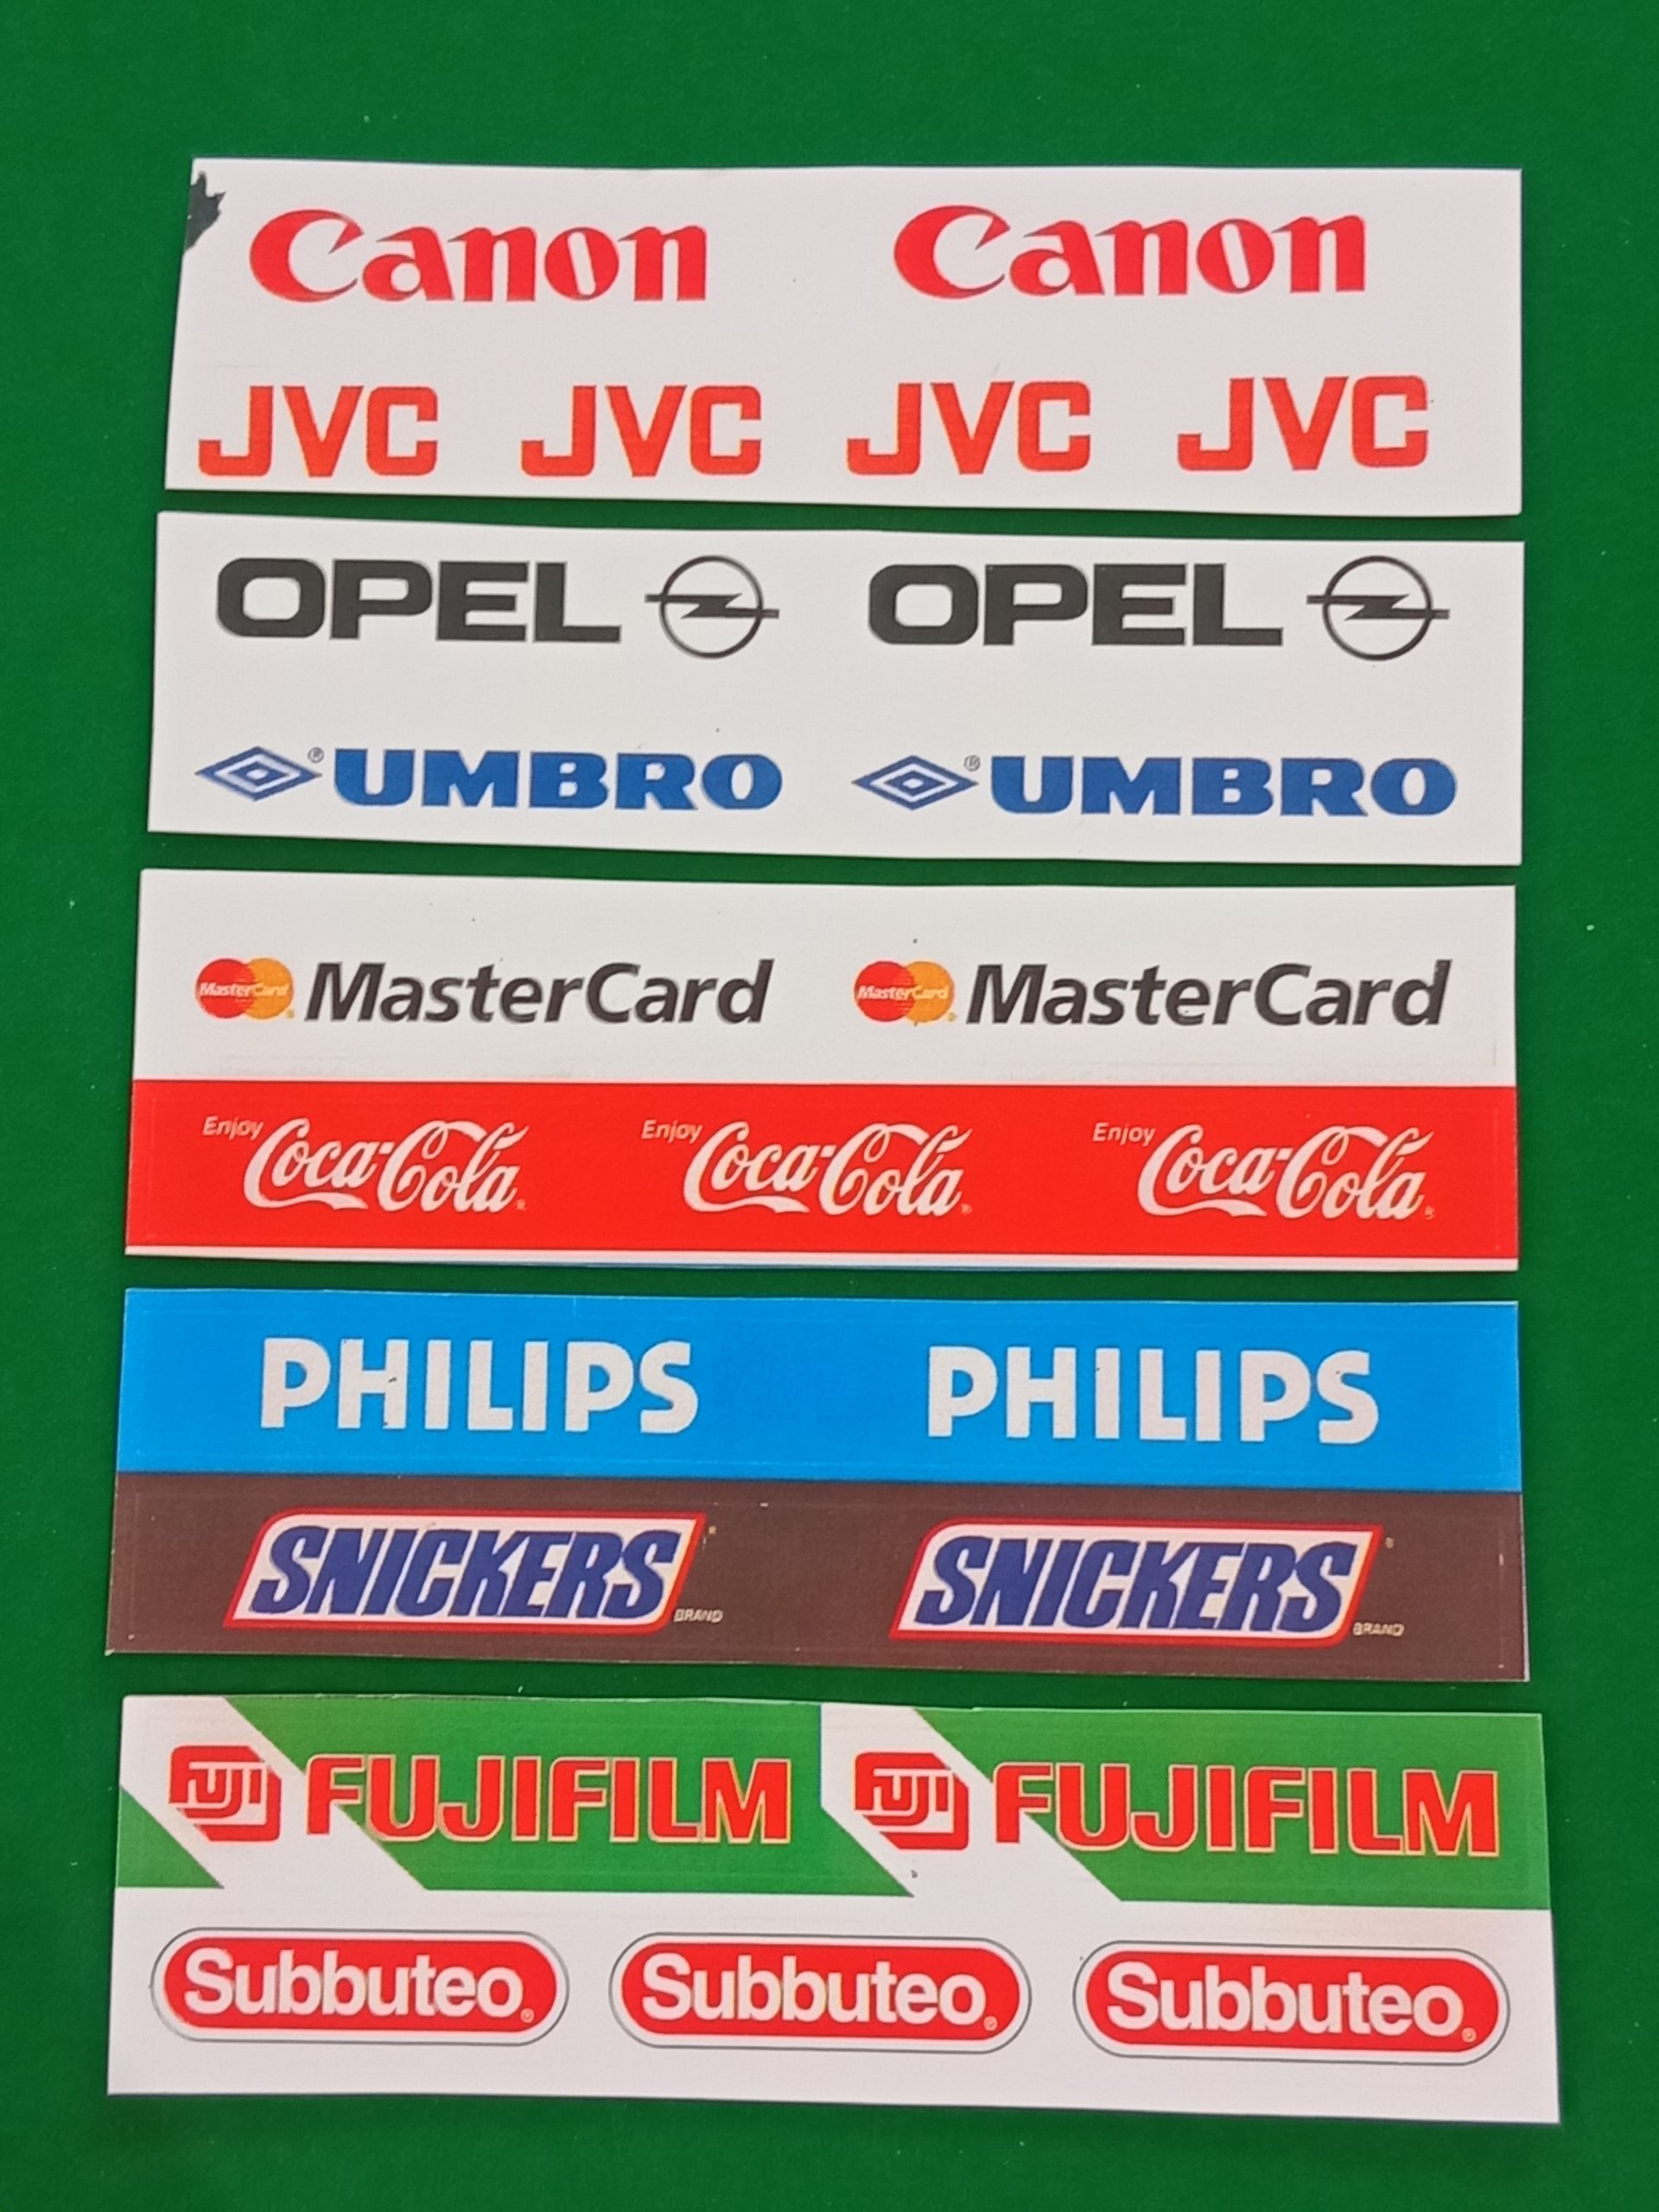 Canon Canon
JVC JVC JVC JVC
OPEL OPEL
® UMBRO ® UMBRO
MasterCard MasterCard MasterCard MasterCard
Enjoy Coca-Cola® Enjoy Coca-Cola® Enjoy Coca-Cola®
PHILIPS PHILIPS
SNICKERS BRAND SNICKERS BRAND
FUJI FUJIFILM FUJI FUJIFILM
Subbuteo® Subbuteo® Subbuteo®